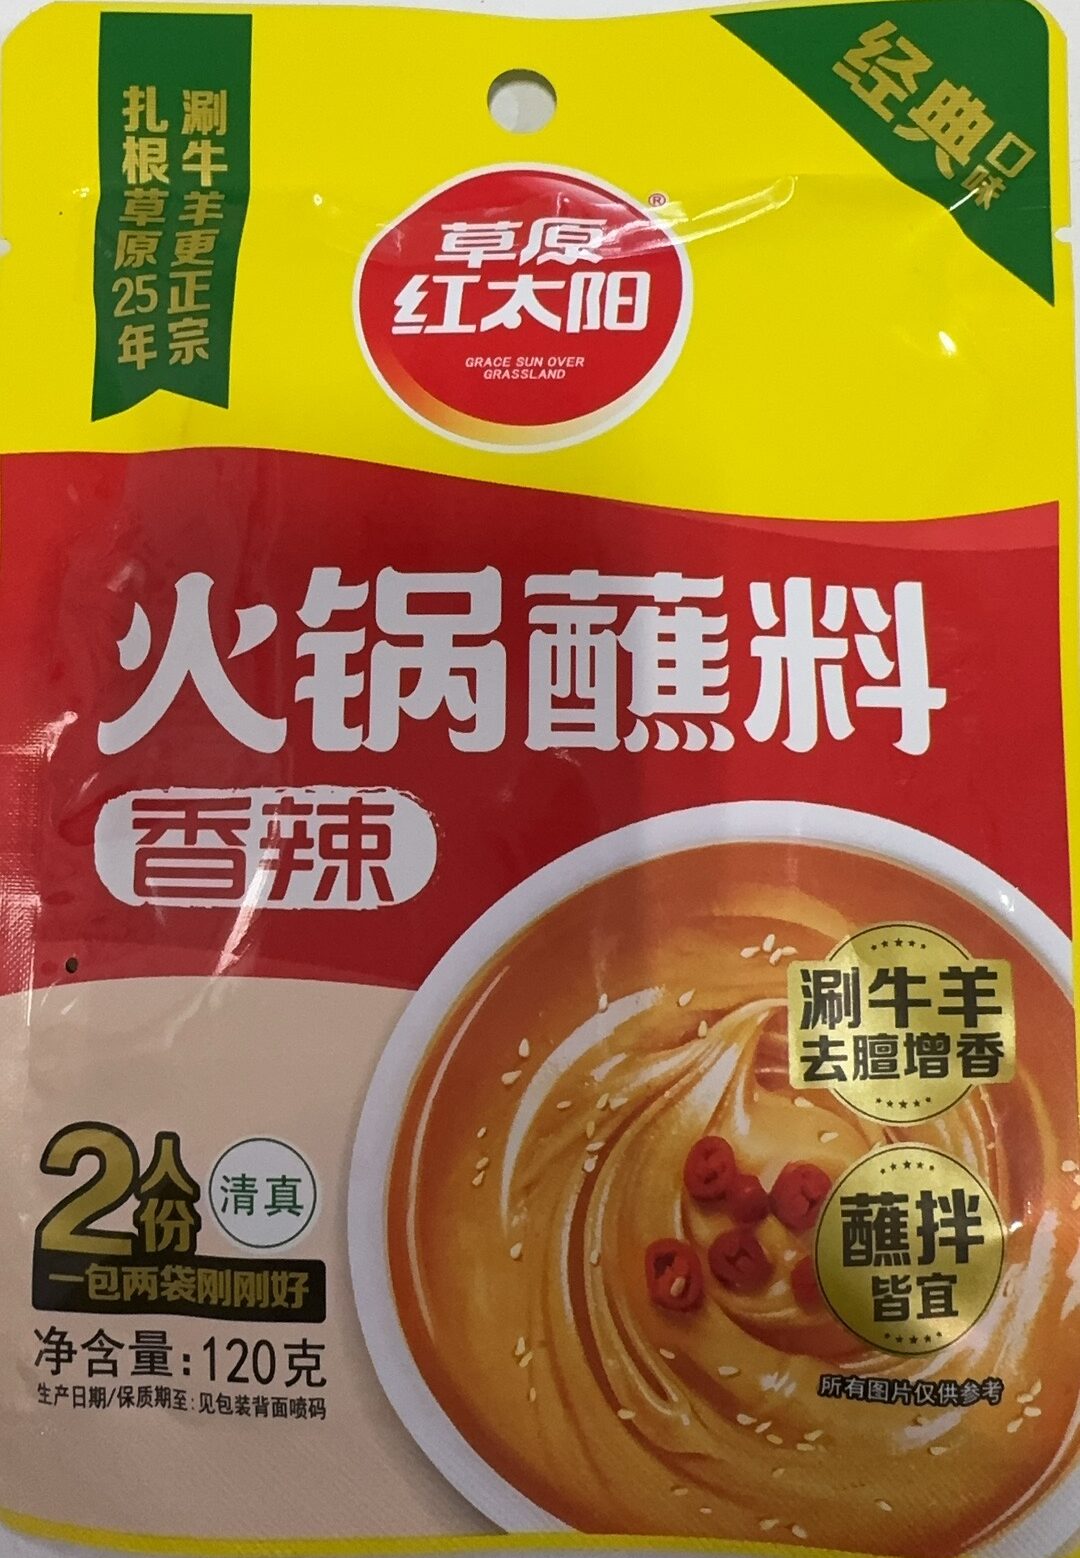 涮牛羊更正宗
扎根草原25年
经典口味
草原®
红太阳
GRACE SUN OVER
GRASSLAND
火锅蘸料
香辣
涮牛羊
去膻增香
蘸拌
皆宜
2人份
清真
一包两袋刚刚好
净含量:120克
生产日期/保质期至:见包装背面喷码
所有图片仅供参考